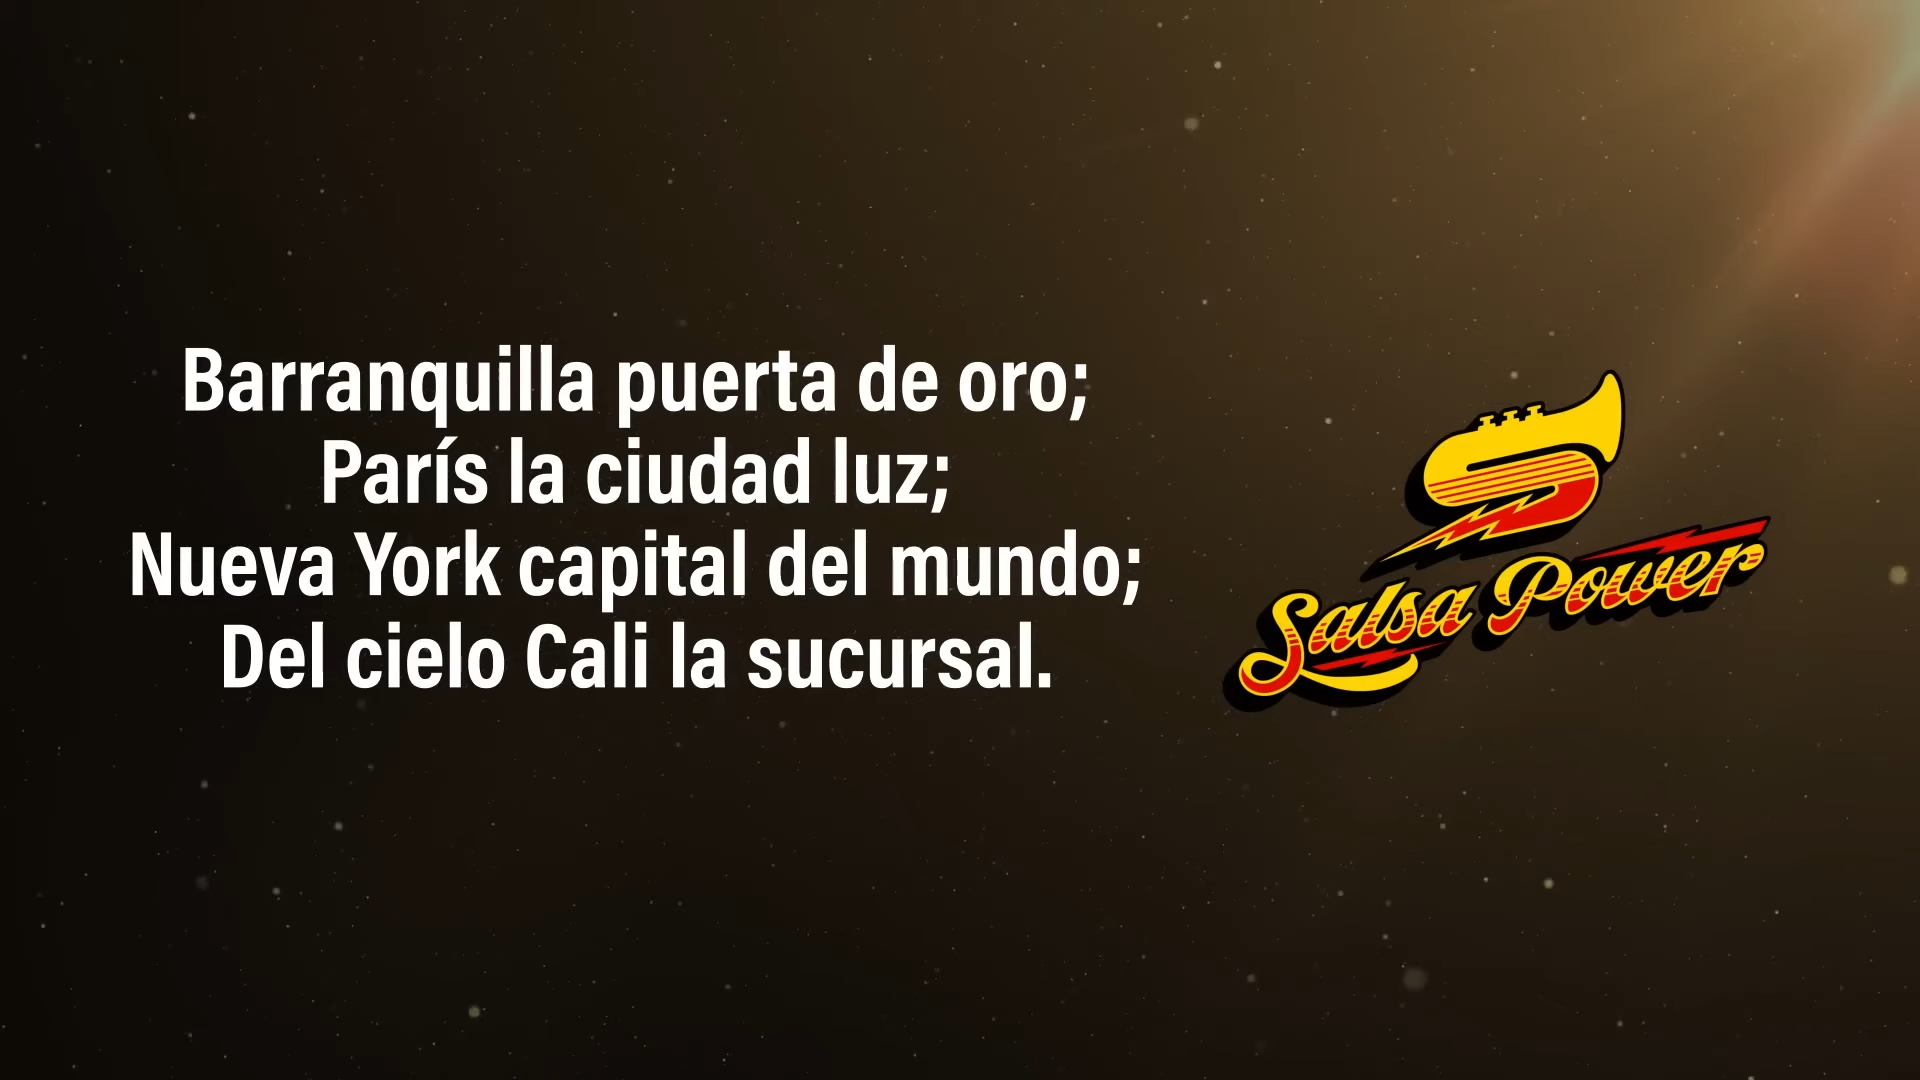 Barranquilla puerta de oro;
París la ciudad luz;
Nueva York capital del mundo;
Del cielo Cali la sucursal.
Salsa Power